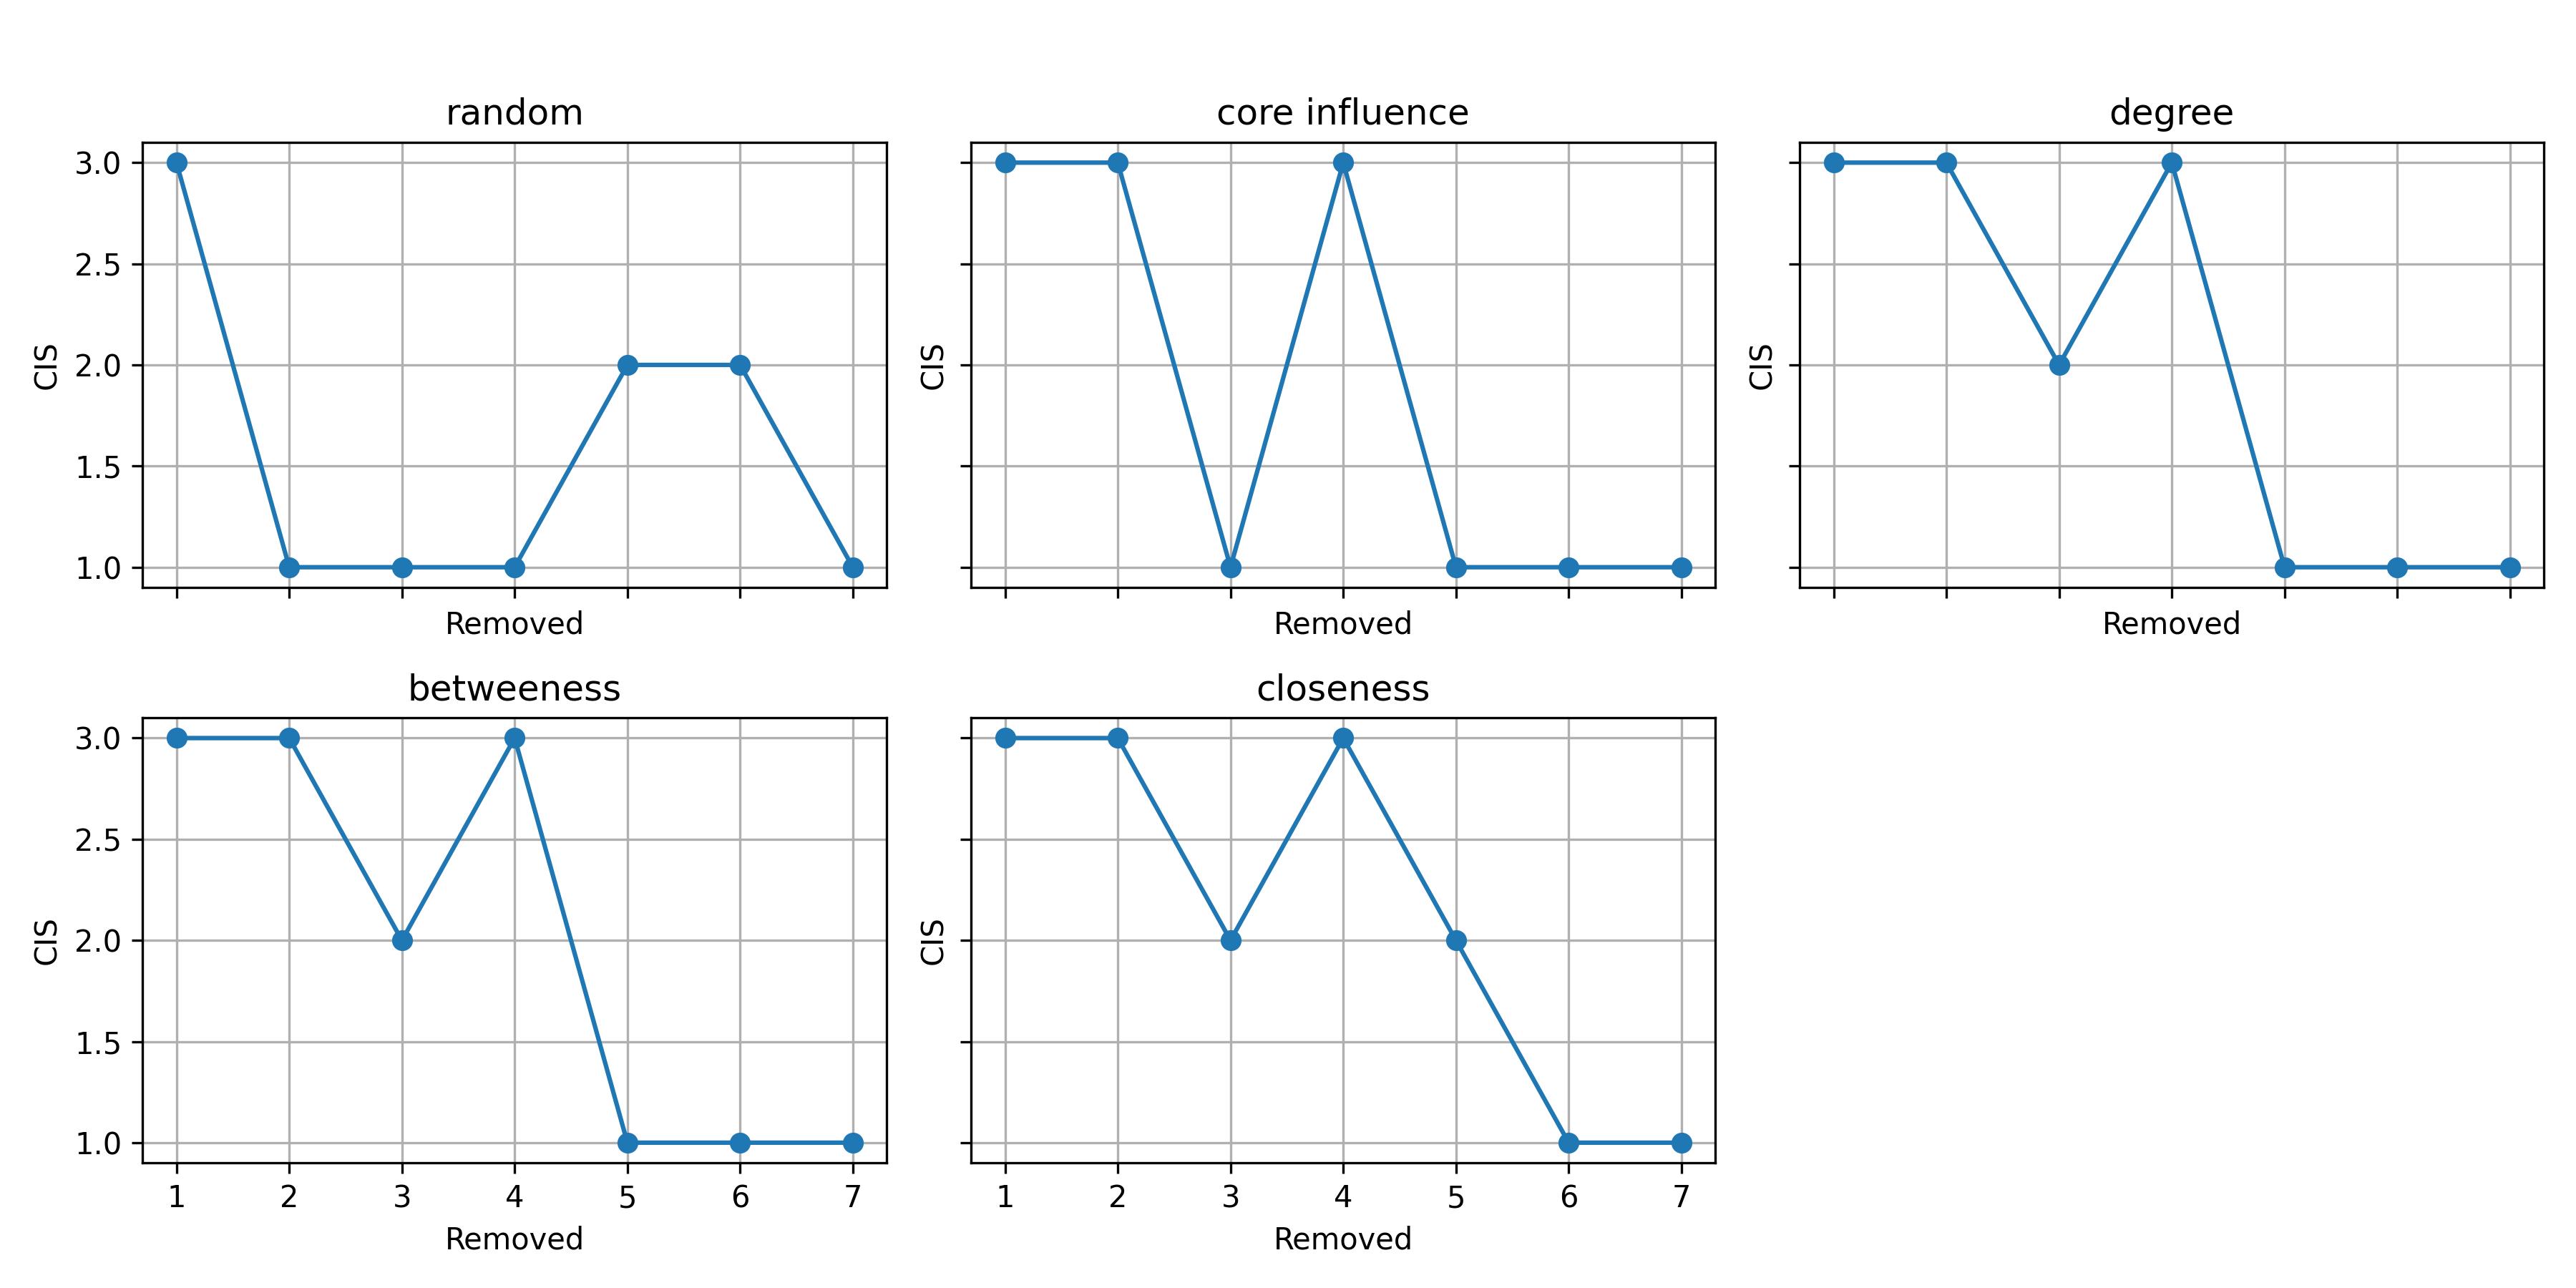 random
core influence
degree
3.0
2.5
2.0
1.5
1.0
CIS
CIS
CIS
Removed
Removed
Removed
betweeness
closeness
3.0
2.5
2.0
1.5
1.0
CIS
CIS
1 2 3 4 5 6 7
1 2 3 4 5 6 7
Removed
Removed